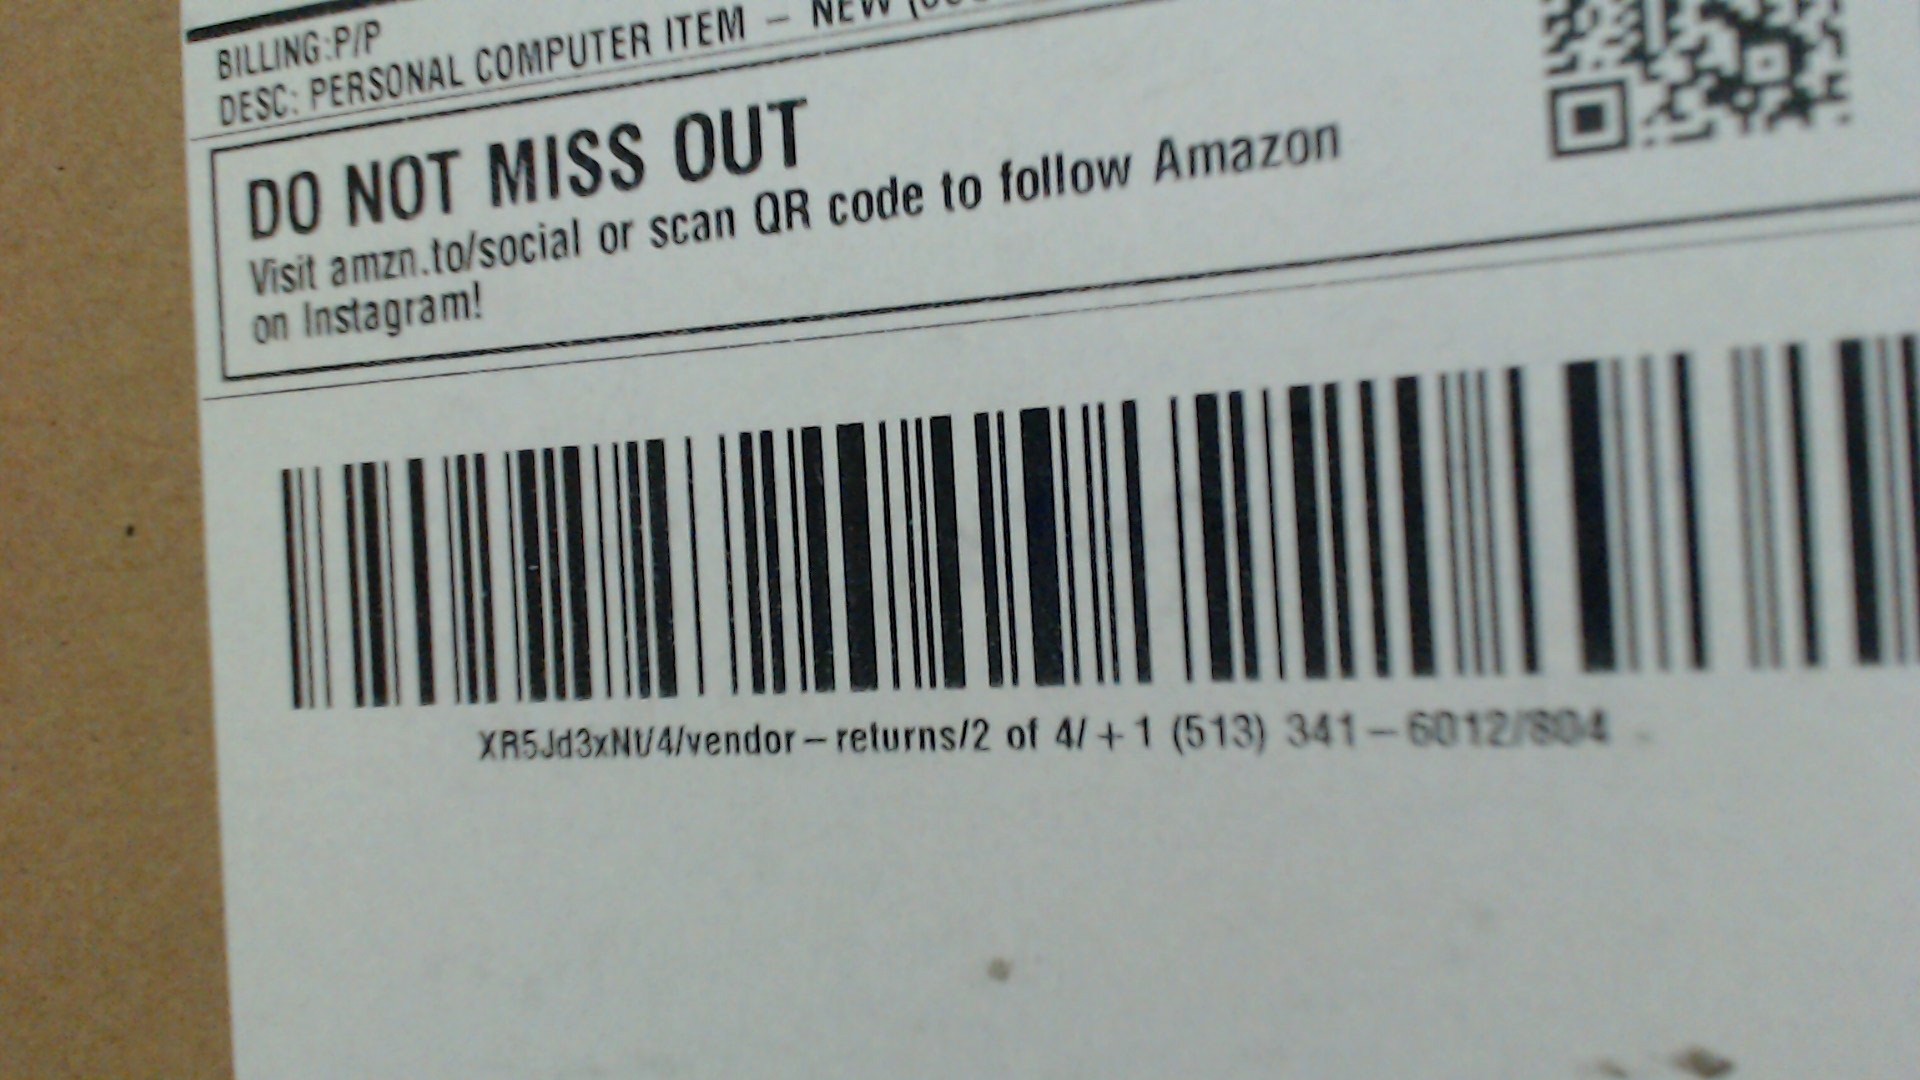 BILLING:P/P
DESC: PERSONAL COMPUTER ITEM – NEW
DO NOT MISS OUT
Visit amzn.to/social or scan QR code to follow Amazon
on Instagram!
XR5Jd3xNt/4/vendor–returns/2 of 4/+1 (513) 341–6012/804